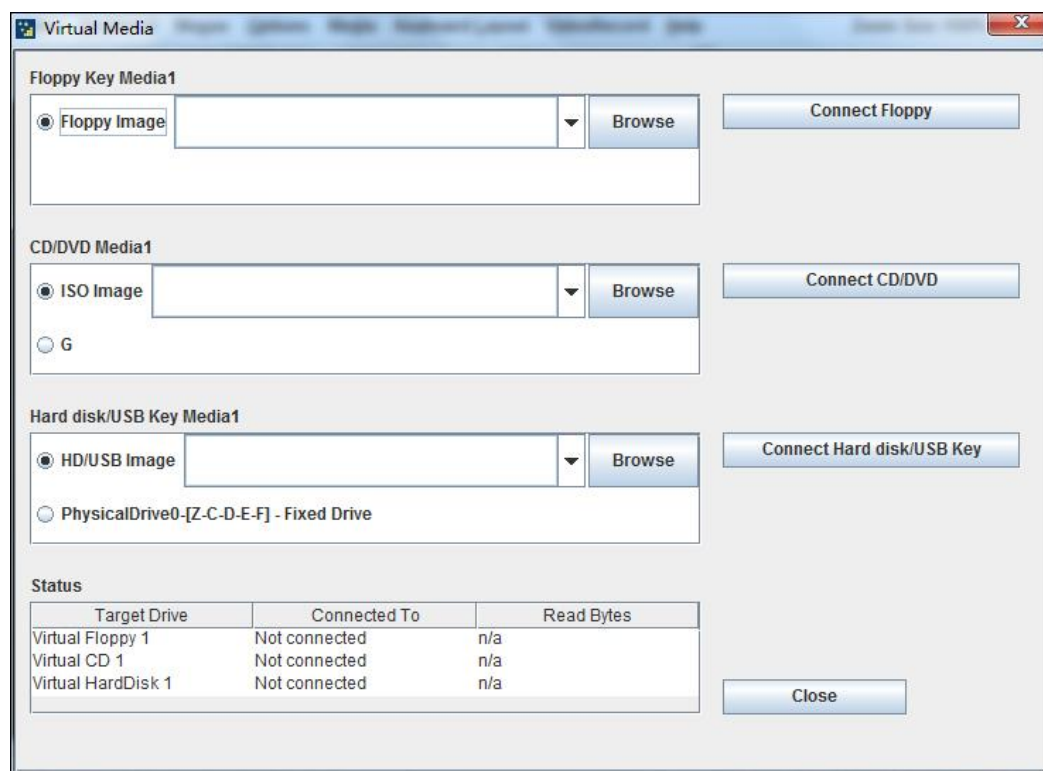 Virtual Media
Floppy Key Media1
Floppy Image Browse Connect Floppy
CD/DVD Media1
ISO Image Browse Connect CD/DVD
G
Hard disk/USB Key Media1
HD/USB Image Browse Connect Hard disk/USB Key
PhysicalDrive0-[Z-C-D-E-F] - Fixed Drive
Status
Target Drive Connected To Read Bytes
Virtual Floppy 1 Not connected n/a
Virtual CD 1 Not connected n/a
Virtual HardDisk 1 Not connected n/a
Close